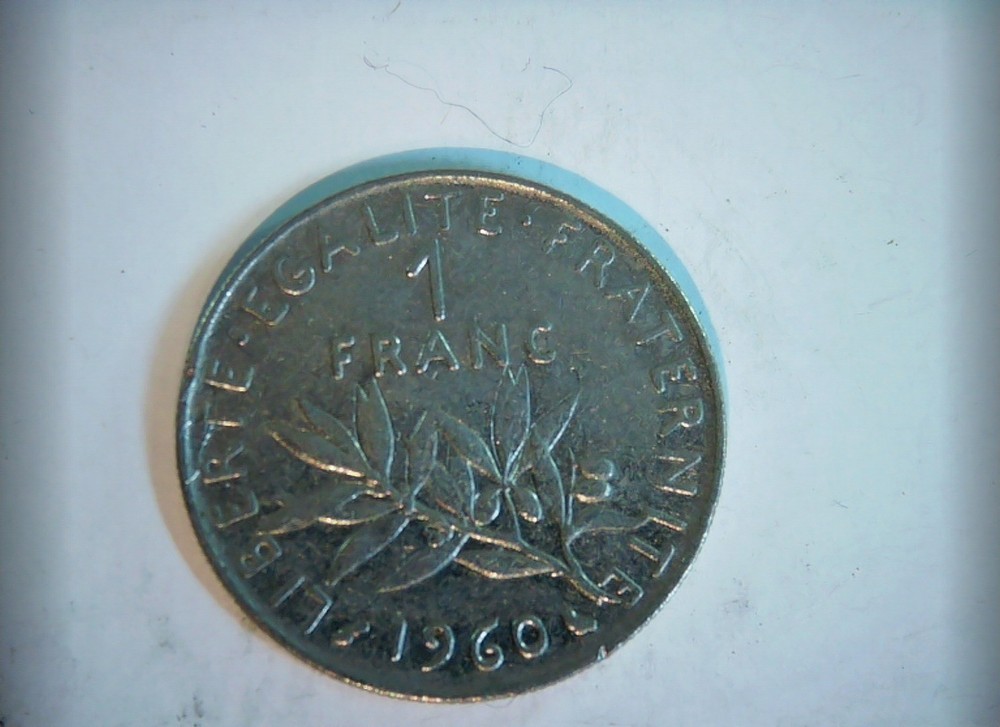 LIBERTE · EGALITE · FRATERNITE
1
FRANC
1960